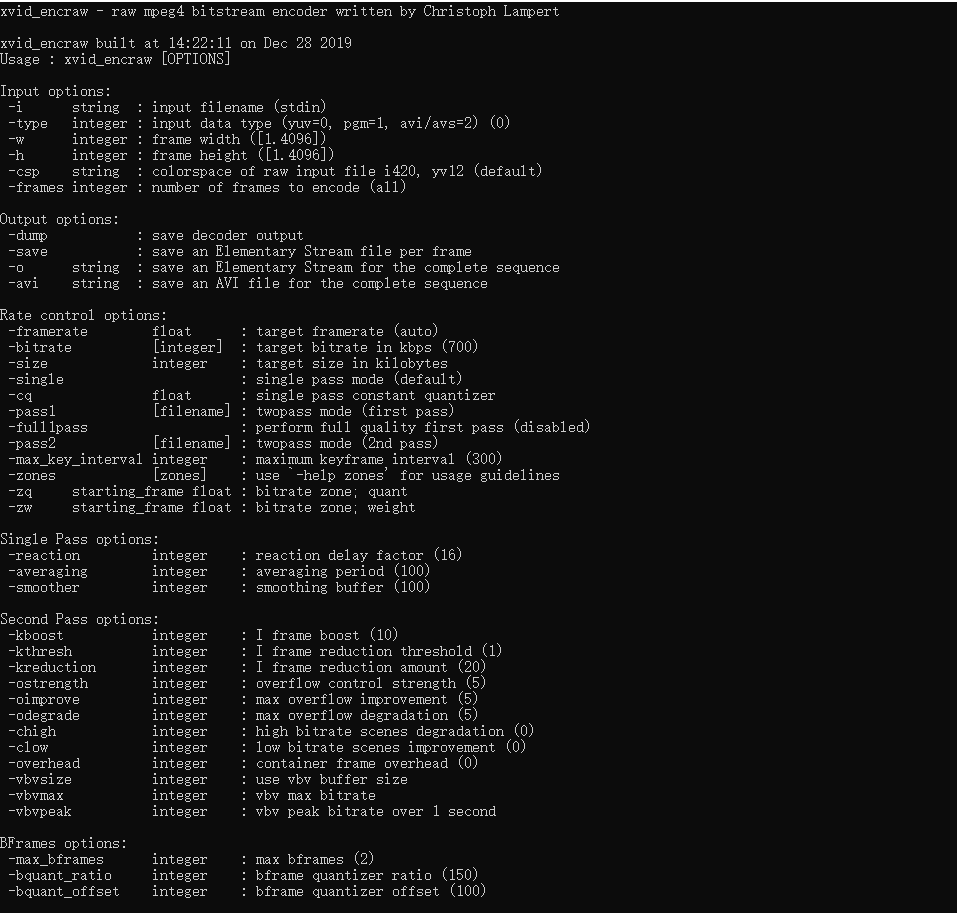 xvid_encraw - raw mpeg4 bitstream encoder written by Christoph Lampert
xvid_encraw built at 14:22:11 on Dec 28 2019
Usage : xvid_encraw [OPTIONS]
Input options:
-i string : input filename (stdin)
-type integer : input data type (yuv=0, pgm=1, avi/avs=2) (0)
-w integer : frame width ([1.4096])
-h integer : frame height ([1.4096])
-csp string : colorspace of raw input file i420, yv12 (default)
-frames integer : number of frames to encode (all)
Output options:
-dump : save decoder output
-save : save an Elementary Stream file per frame
-o string : save an Elementary Stream for the complete sequence
-avi string : save an AVI file for the complete sequence
Rate control options:
-framerate float : target framerate (auto)
-bitrate [integer] : target bitrate in kbps (700)
-size integer : target size in kilobytes
-single : single pass mode (default)
-cq float : single pass constant quantizer
-pass1 [filename] : twopass mode (first pass)
-full1pass : perform full quality first pass (disabled)
-pass2 [filename] : twopass mode (2nd pass)
-max_key_interval integer : maximum keyframe interval (300)
-zones [zones] : use `-help zones' for usage guidelines
-zq starting_frame float : bitrate zone; quant
-zw starting_frame float : bitrate zone; weight
Single Pass options:
-reaction integer : reaction delay factor (16)
-averaging integer : averaging period (100)
-smoother integer : smoothing buffer (100)
Second Pass options:
-kboost integer : I frame boost (10)
-kthresh integer : I frame reduction threshold (1)
-kreduction integer : I frame reduction amount (20)
-ostrength integer : overflow control strength (5)
-oimprove integer : max overflow improvement (5)
-odegrade integer : max overflow degradation (5)
-chigh integer : high bitrate scenes degradation (0)
-clow integer : low bitrate scenes improvement (0)
-overhead integer : container frame overhead (0)
-vbvsize integer : use vbv buffer size
-vbvmax integer : vbv max bitrate
-vbvpeak integer : vbv peak bitrate over 1 second
BFrames options:
-max_bframes integer : max bframes (2)
-bquant_ratio integer : bframe quantizer ratio (150)
-bquant_offset integer : bframe quantizer offset (100)